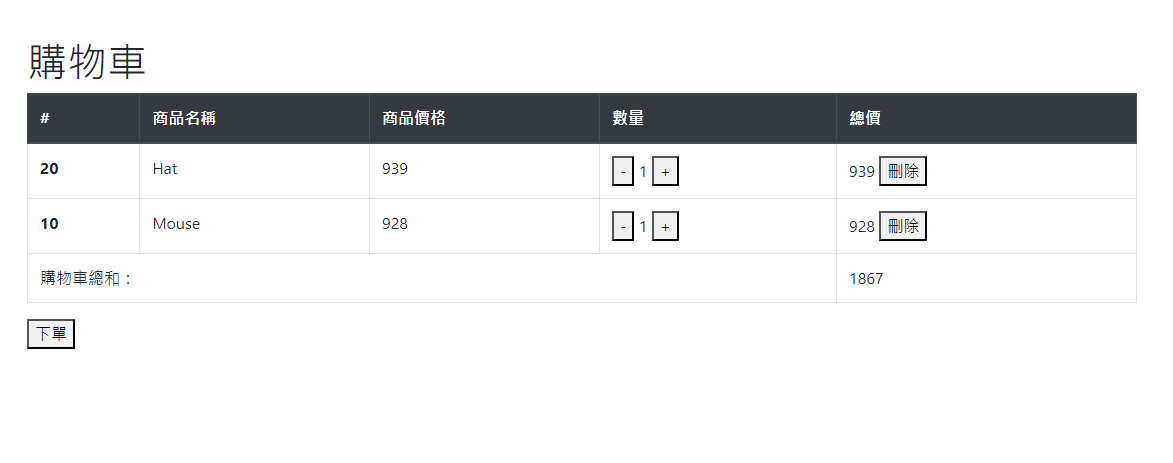 購物車
# 商品名稱 商品價格 數量 總價
20 Hat 939 - 1 + 939 刪除
10 Mouse 928 - 1 + 928 刪除
購物車總和： 1867
下單